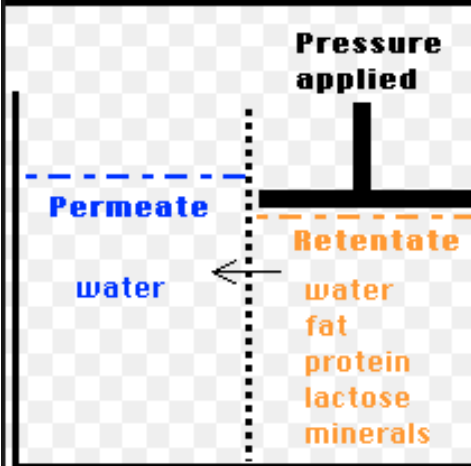 Pressure
applied
Permeate
water
Retentate
water
fat
protein
lactose
minerals